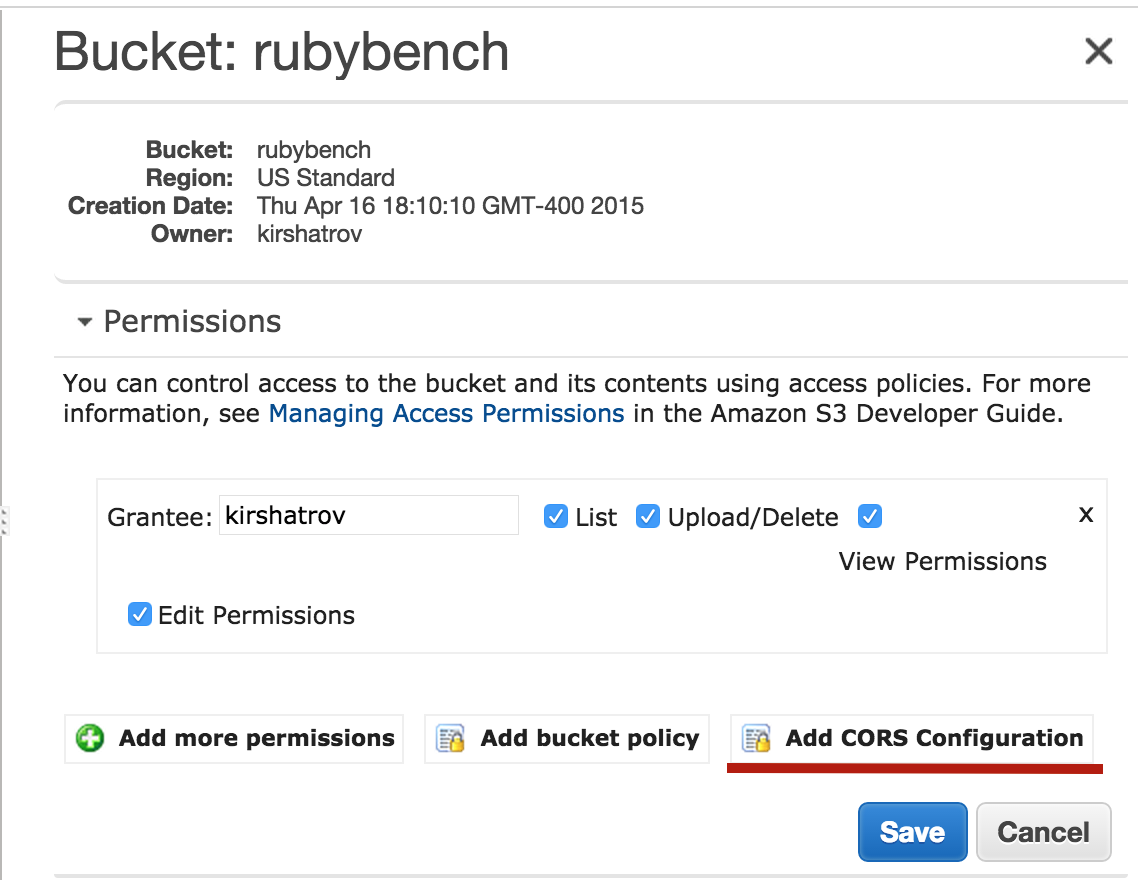 Bucket: rubybench
Bucket: rubybench
Region: US Standard
Creation Date: Thu Apr 16 18:10:10 GMT-400 2015
Owner: kirshatrov
Permissions
You can control access to the bucket and its contents using access policies. For more
information, see Managing Access Permissions in the Amazon S3 Developer Guide.
Grantee: kirshatrov List Upload/Delete x
View Permissions
Edit Permissions
Add more permissions Add bucket policy Add CORS Configuration
Save Cancel